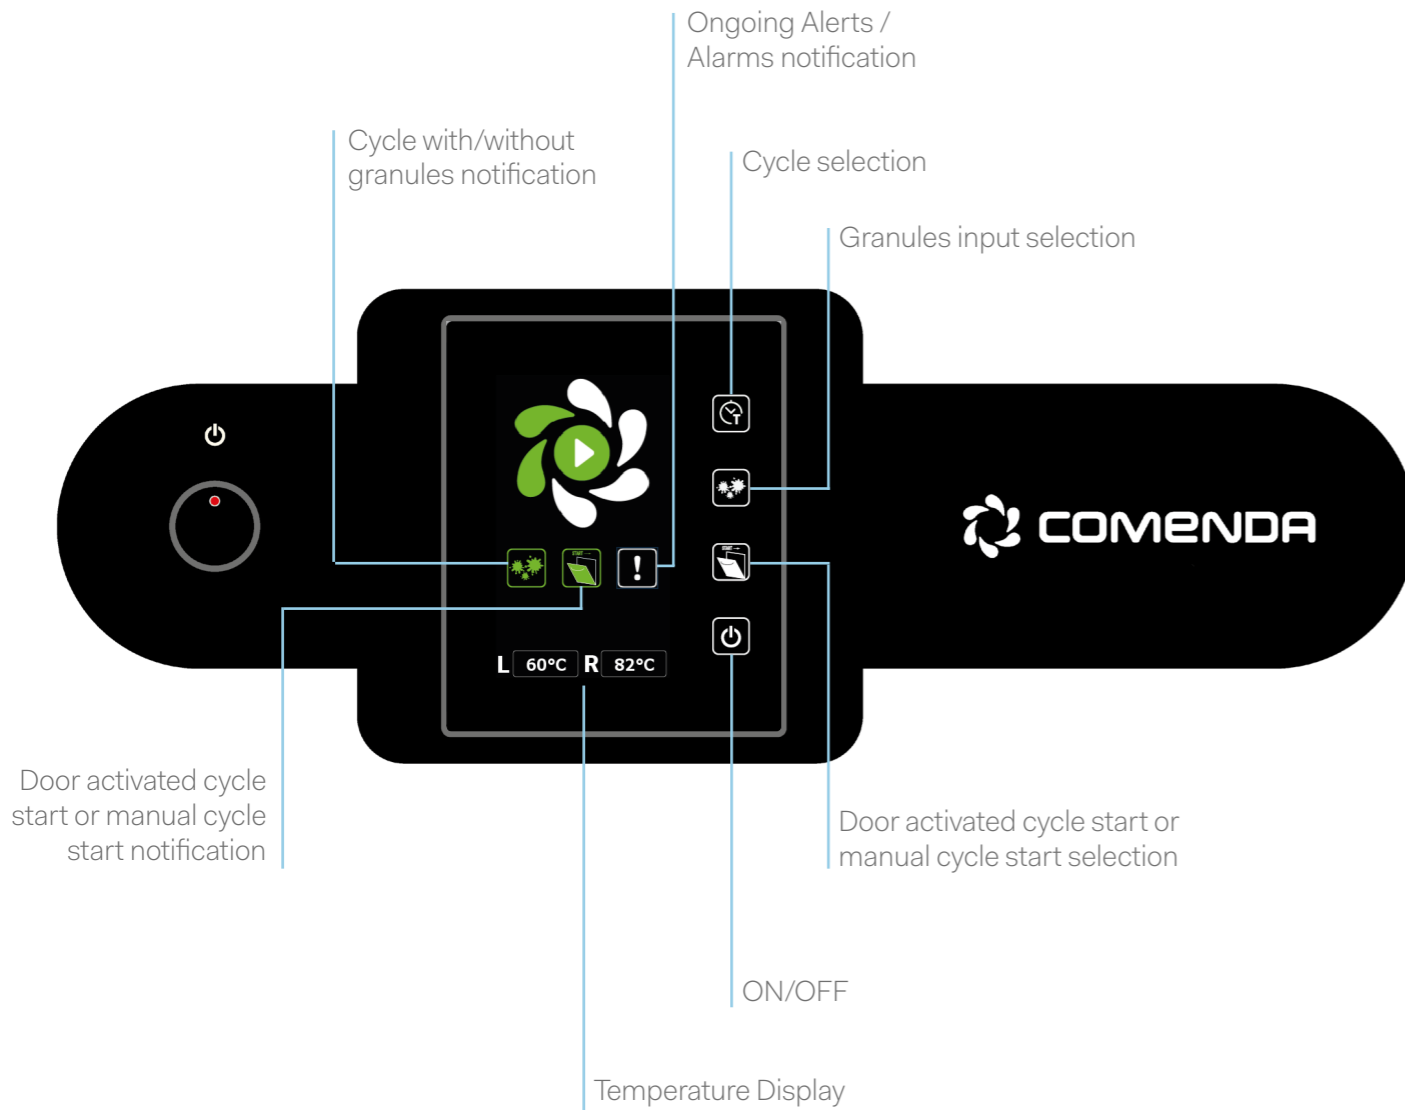 Ongoing Alerts /
Alarms notification
Cycle with/without
granules notification
Cycle selection
Granules input selection
T
COMENDA
START →
START →
L 60°C R 82°C
Door activated cycle
start or manual cycle
start notification
Door activated cycle start or
manual cycle start selection
ON/OFF
Temperature Display